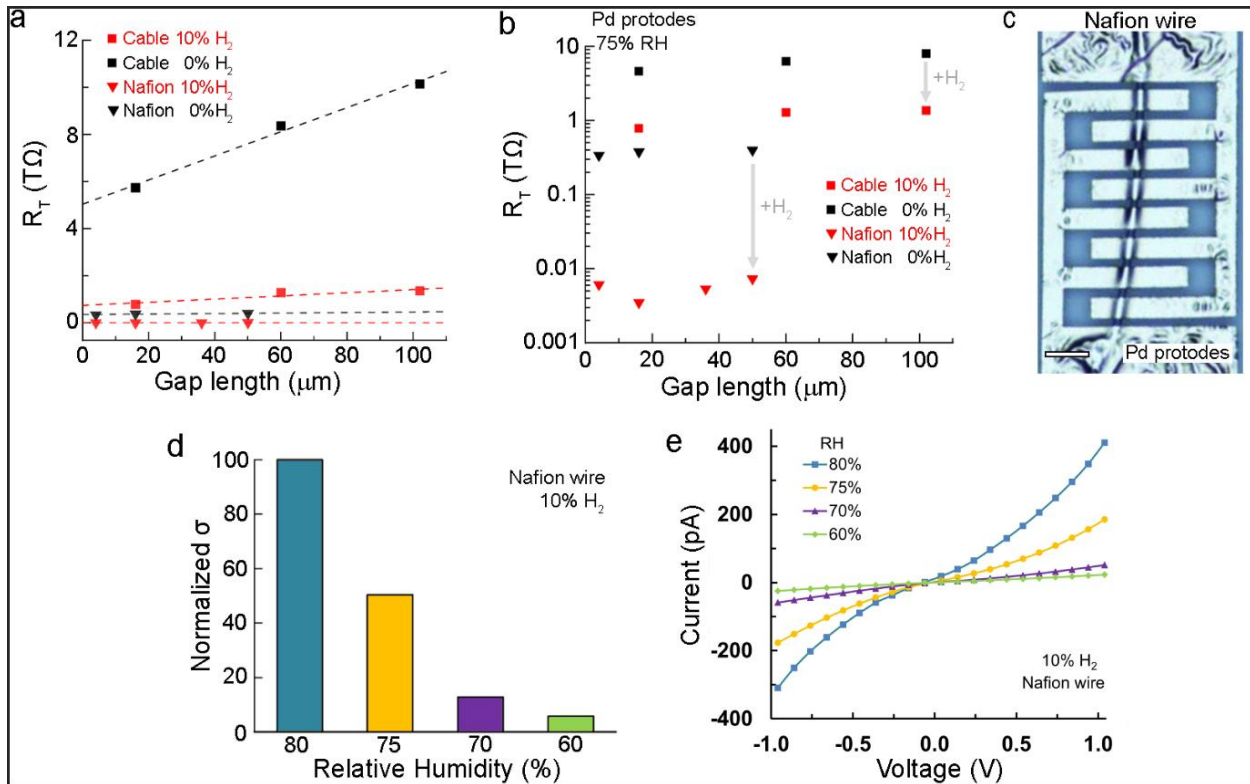 a
Cable 10% H₂
Cable 0% H₂
Nafion 10%H₂
Nafion 0%H₂
12
8
4
0
R_T (TΩ)
0 20 40 60 80 100
Gap length (μm)
b
Pd protodes
75% RH
10
1
0.1
0.01
0.001
R_T (TΩ)
+H₂
+H₂
Cable 10% H₂
Cable 0% H₂
Nafion 10%H₂
Nafion 0%H₂
0 20 40 60 80 100
Gap length (μm)
c
Nafion wire
Pd protodes
d
Nafion wire
10% H₂
100
80
60
40
20
0
Normalized σ
80 75 70 60
Relative Humidity (%)
e
RH
80%
75%
70%
60%
400
200
0
-200
-400
Current (pA)
10% H₂
Nafion wire
-1.0 -0.5 0.0 0.5 1.0
Voltage (V)